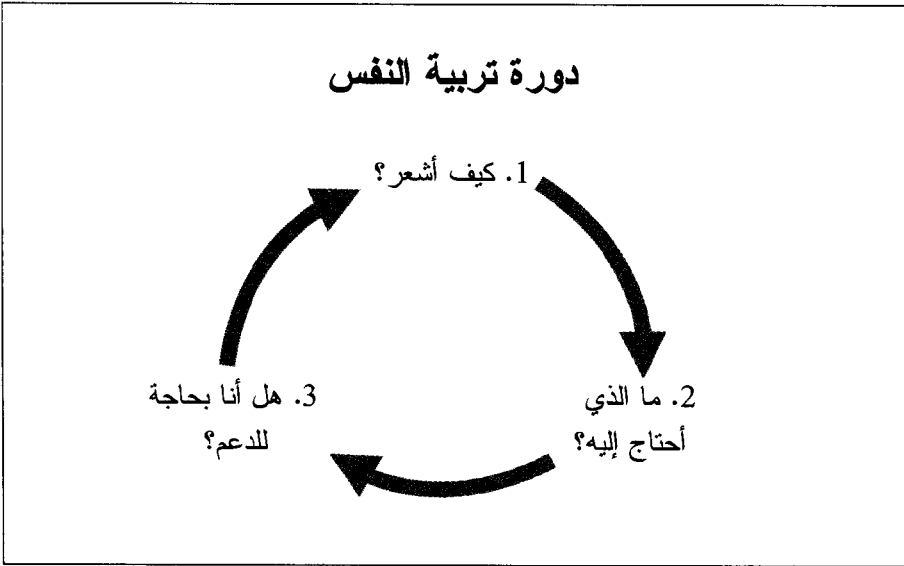 دورة تربية النفس
1. كيف أشعر؟
2. ما الذي
أحتاج إليه؟
3. هل أنا بحاجة
للدعم؟